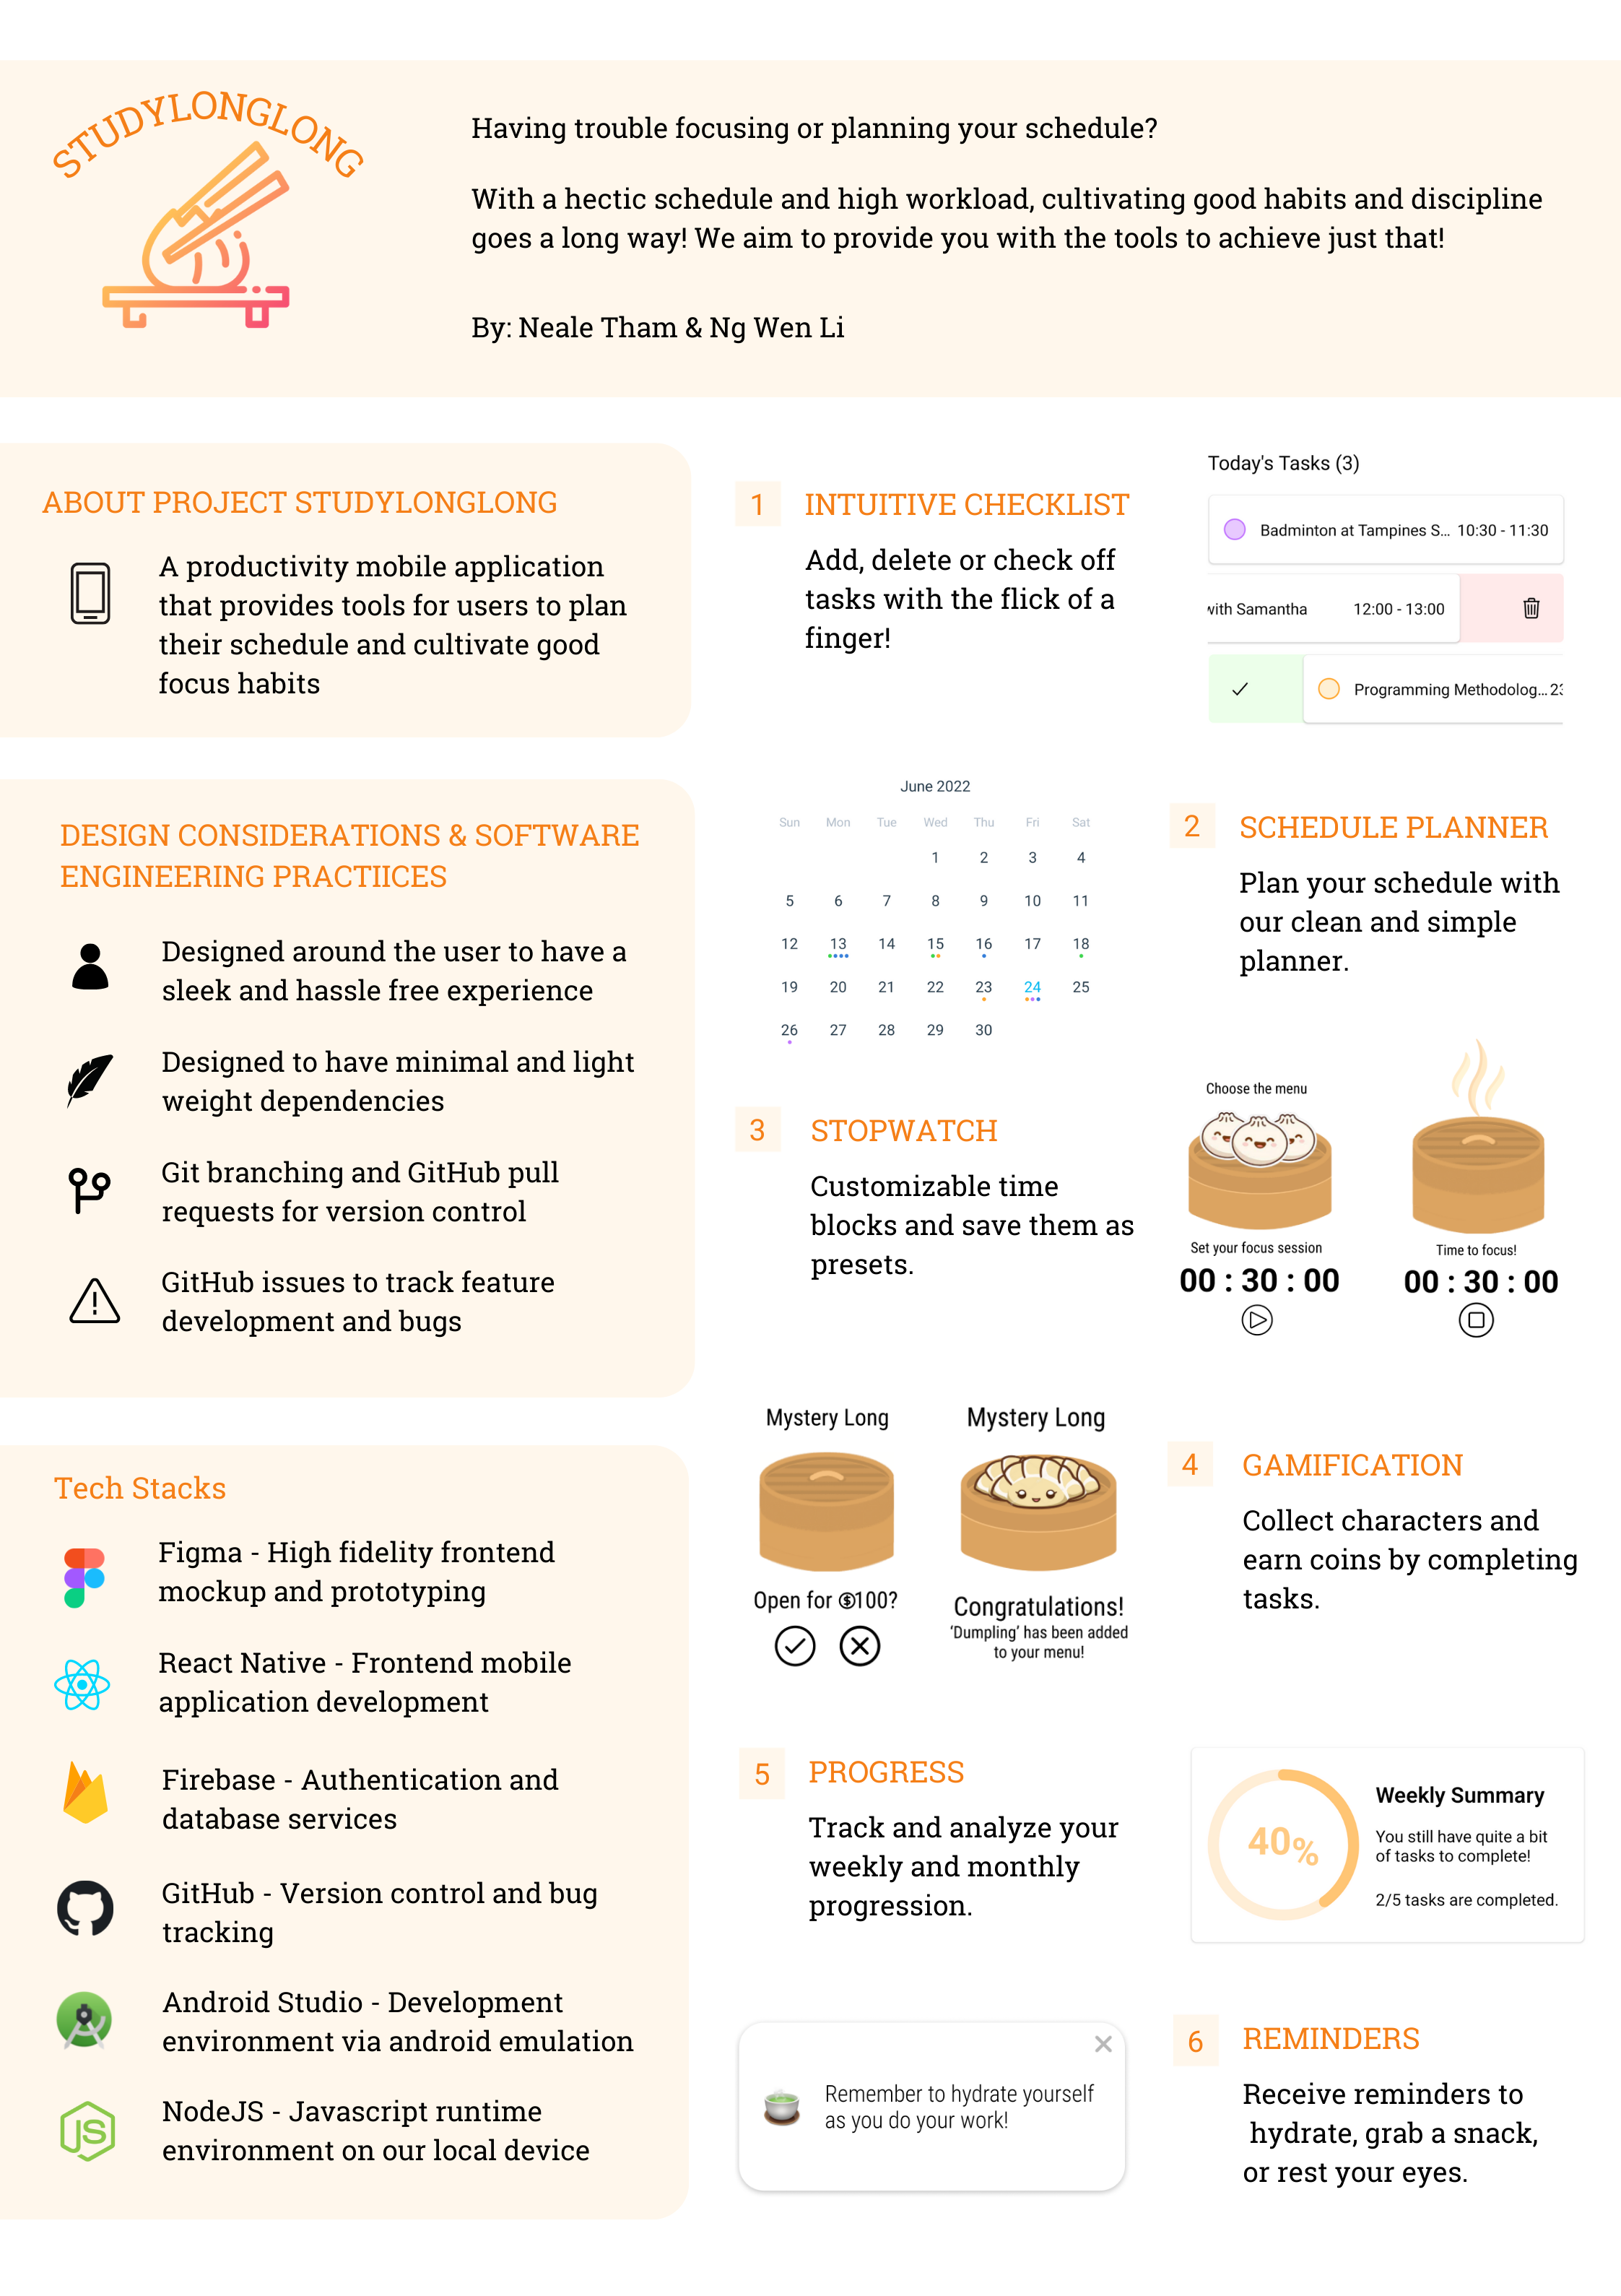 STUDYLONGLONG
Having trouble focusing or planning your schedule?
With a hectic schedule and high workload, cultivating good habits and discipline
goes a long way! We aim to provide you with the tools to achieve just that!
By: Neale Tham & Ng Wen Li
ABOUT PROJECT STUDYLONGLONG
A productivity mobile application
that provides tools for users to plan
their schedule and cultivate good
focus habits
DESIGN CONSIDERATIONS & SOFTWARE
ENGINEERING PRACTIICES
Designed around the user to have a
sleek and hassle free experience
Designed to have minimal and light
weight dependencies
Git branching and GitHub pull
requests for version control
GitHub issues to track feature
development and bugs
Tech Stacks
Figma - High fidelity frontend
mockup and prototyping
React Native - Frontend mobile
application development
Firebase - Authentication and
database services
GitHub - Version control and bug
tracking
Android Studio - Development
environment via android emulation
JS
NodeJS - Javascript runtime
environment on our local device
1 INTUITIVE CHECKLIST
Add, delete or check off
tasks with the flick of a
finger!
Today's Tasks (3)
Badminton at Tampines S... 10:30 - 11:30
with Samantha 12:00 - 13:00
Programming Methodolog... 23
June 2022
Sun Mon Tue Wed Thu Fri Sat
1 2 3 4
5 6 7 8 9 10 11
12 13 14 15 16 17 18
19 20 21 22 23 24 25
26 27 28 29 30
2 SCHEDULE PLANNER
Plan your schedule with
our clean and simple
planner.
3 STOPWATCH
Customizable time
blocks and save them as
presets.
Choose the menu
Set your focus session
00 : 30 : 00
Time to focus!
00 : 30 : 00
Mystery Long
Open for $100?
Mystery Long
Congratulations!
'Dumpling' has been added
to your menu!
4 GAMIFICATION
Collect characters and
earn coins by completing
tasks.
5 PROGRESS
Track and analyze your
weekly and monthly
progression.
40%
Weekly Summary
You still have quite a bit
of tasks to complete!
2/5 tasks are completed.
Remember to hydrate yourself
as you do your work!
6 REMINDERS
Receive reminders to
hydrate, grab a snack,
or rest your eyes.